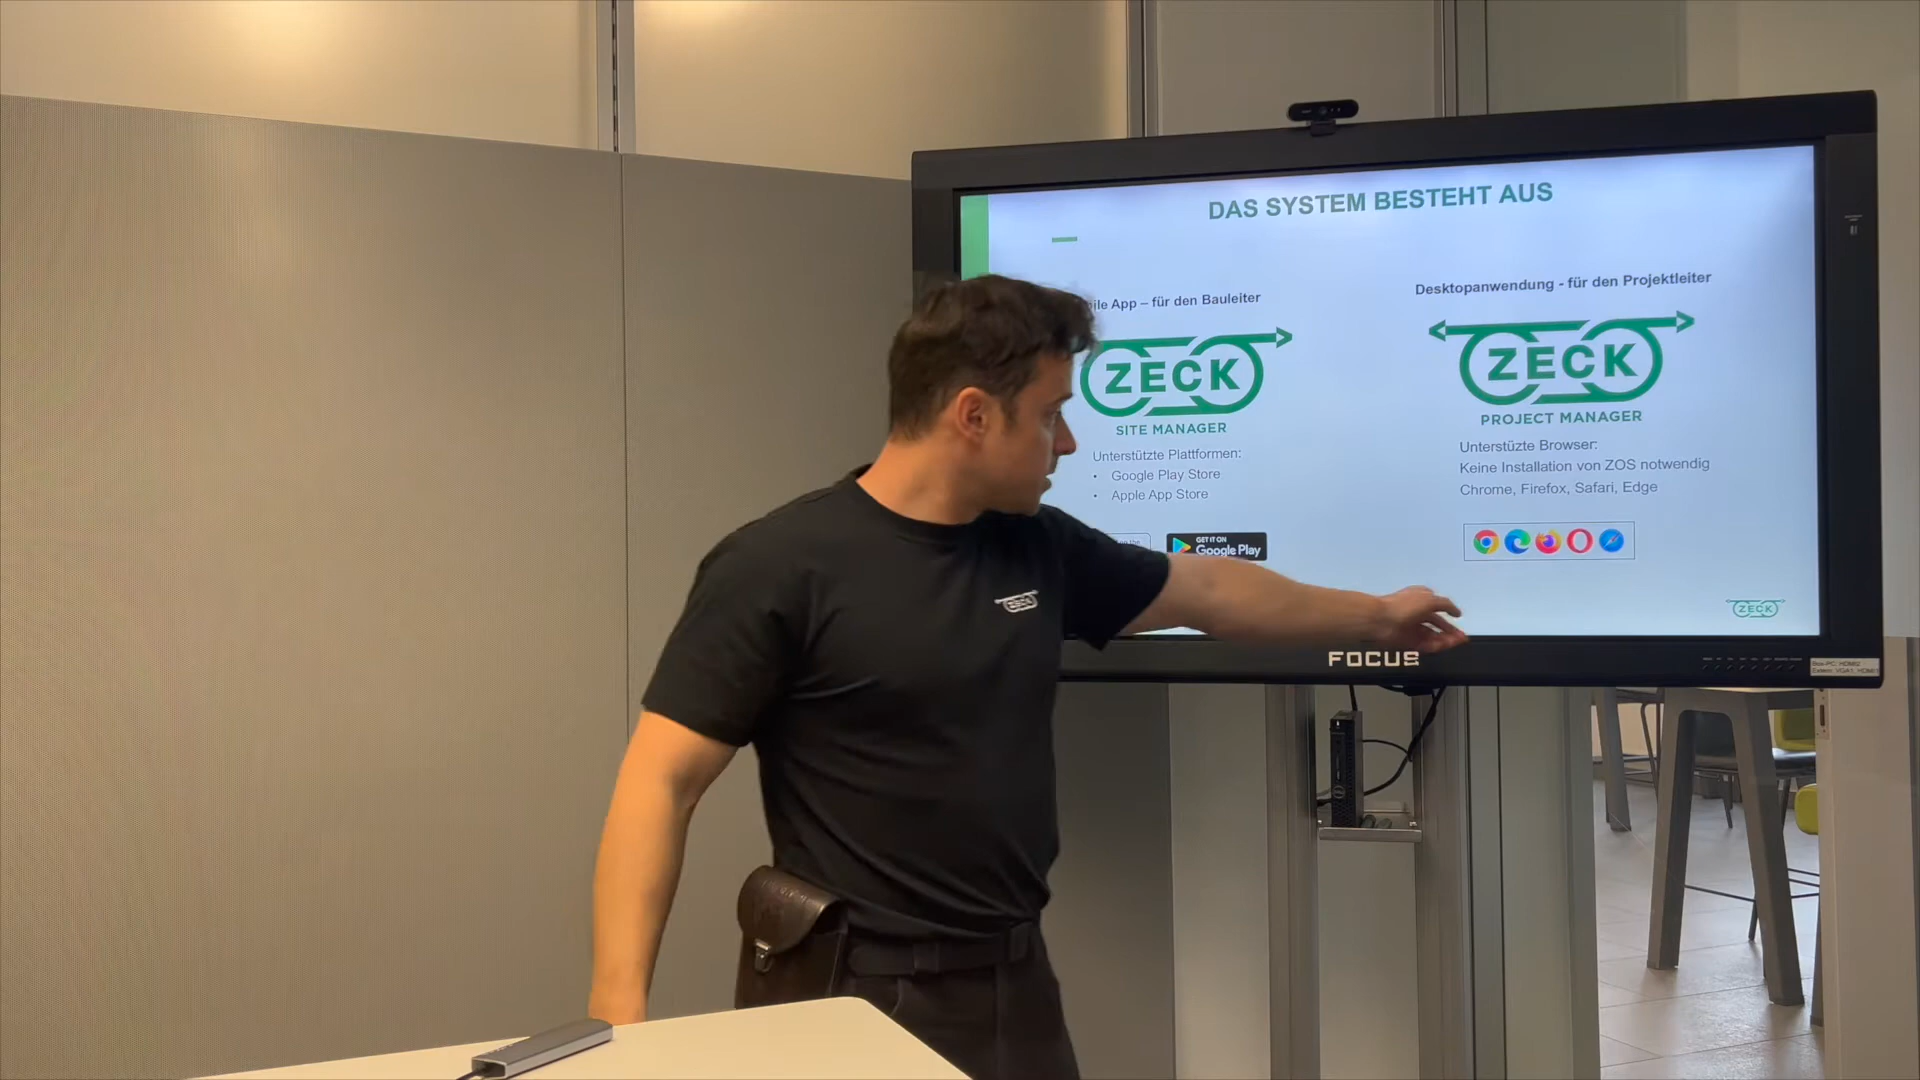 DAS SYSTEM BESTEHT AUS
App – für den Bauleiter
ZECK
SITE MANAGER
Unterstützte Plattformen:
• Google Play Store
• Apple App Store
GET IT ON
Google Play
Desktopanwendung - für den Projektleiter
ZECK
PROJECT MANAGER
Unterstüzte Browser:
Keine Installation von ZOS notwendig
Chrome, Firefox, Safari, Edge
ZECK
ZECK
FOCUS